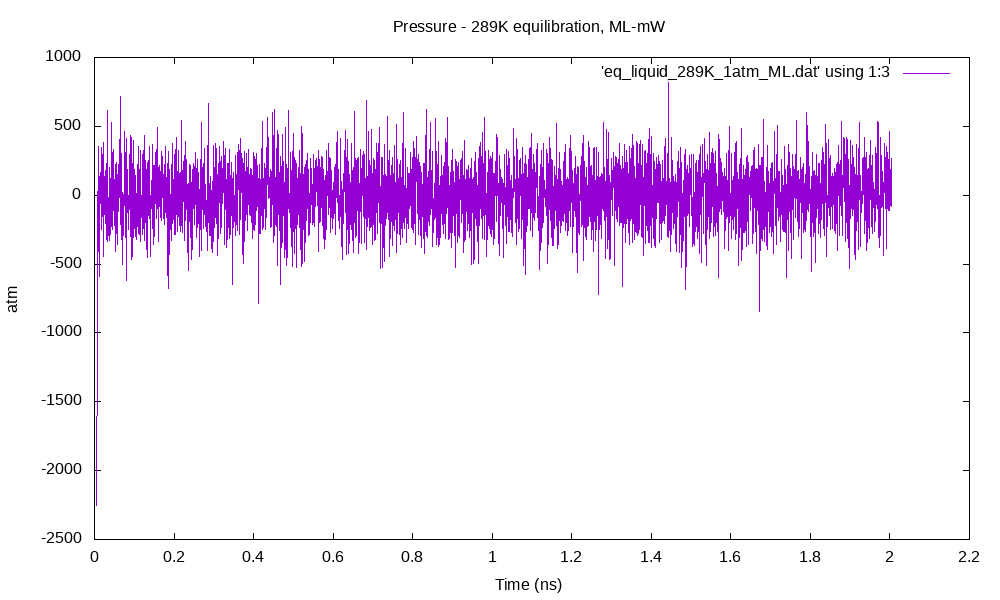 Pressure - 289K equilibration, ML-mW
'eq_liquid_289K_1atm_ML.dat' using 1:3
1000
500
0
-500
-1000
-1500
-2000
-2500
atm
0 0.2 0.4 0.6 0.8 1 1.2 1.4 1.6 1.8 2 2.2
Time (ns)